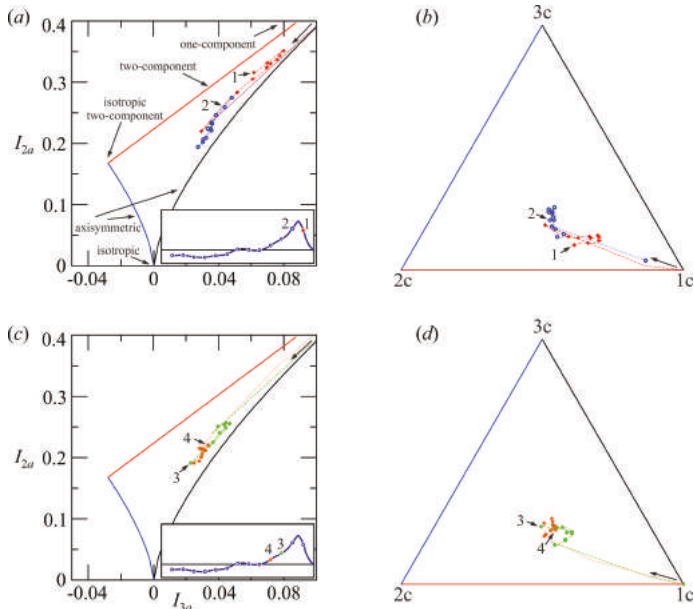 (a)
0.4
0.3
0.2
0.1
0
I2a
one-component
two-component
isotropic
two-component
axisymmetric
isotropic
1
2
2 1
-0.04 0 0.04 0.08
(b)
3c
2
1
2c 1c
(c)
0.4
0.3
0.2
0.1
0
I2a
4
3
4 3
-0.04 0 0.04 0.08
I3a
(d)
3c
3
4
2c 1c